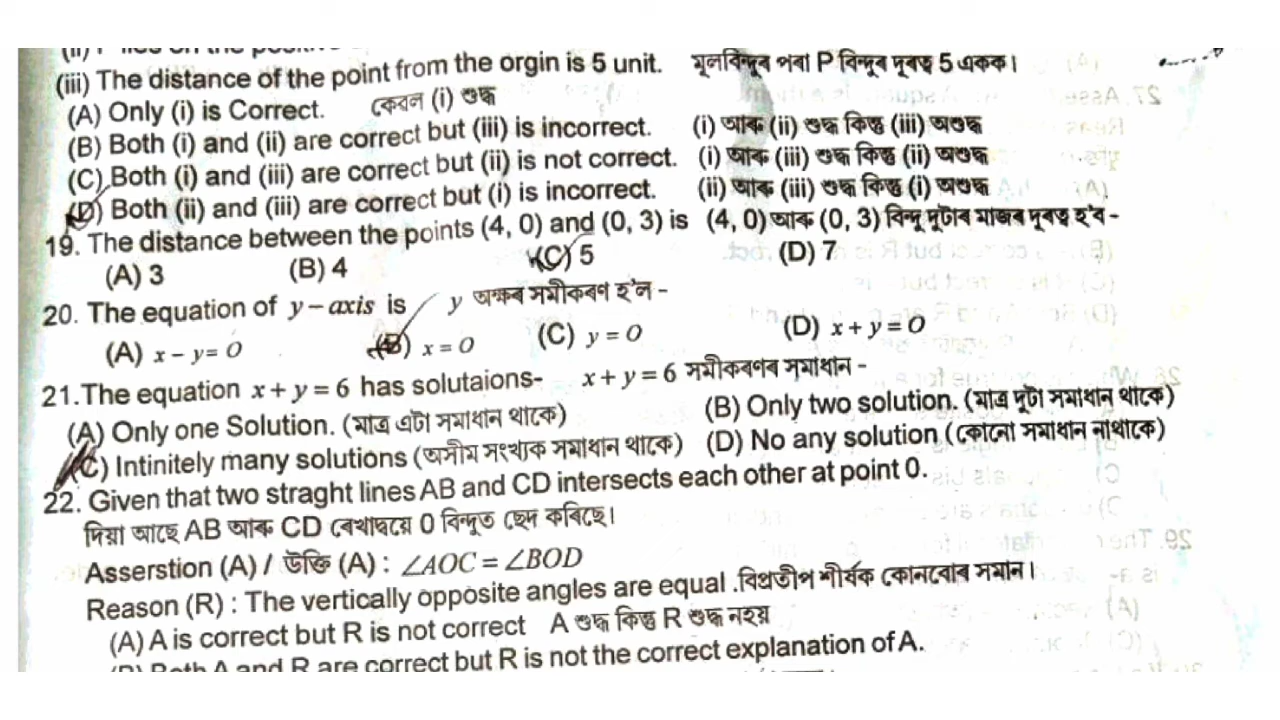 (iii) The distance of the point from the orgin is 5 unit. মূলবিন্দুৰ পৰা P বিন্দুৰ দূৰত্ব 5 একক।
(A) Only (i) is Correct. কেৱল (i) শুদ্ধ
(B) Both (i) and (ii) are correct but (iii) is incorrect. (i) আৰু (ii) শুদ্ধ কিন্তু (iii) অশুদ্ধ
(C) Both (i) and (iii) are correct but (ii) is not correct. (i) আৰু (iii) শুদ্ধ কিন্তু (ii) অশুদ্ধ
(D) Both (ii) and (iii) are correct but (i) is incorrect. (ii) আৰু (iii) শুদ্ধ কিন্তু (i) অশুদ্ধ
19. The distance between the points (4, 0) and (0, 3) is (4, 0) আৰু (0, 3) বিন্দু দুটাৰ মাজৰ দূৰত্ব হ'ব -
(A) 3 (B) 4 (C) 5 (D) 7
20. The equation of y – axis is y অক্ষৰ সমীকৰণ হ'ল -
(A) x – y = 0 (B) x = 0 (C) y = 0 (D) x + y = 0
21.The equation x + y = 6 has solutaions- x + y = 6 সমীকৰণৰ সমাধান -
(A) Only one Solution. (মাত্ৰ এটা সমাধান থাকে) (B) Only two solution. (মাত্ৰ দুটা সমাধান থাকে)
(C) Intinitely many solutions (অসীম সংখ্যক সমাধান থাকে) (D) No any solution (কোনো সমাধান নাথাকে)
22. Given that two straght lines AB and CD intersects each other at point 0.
দিয়া আছে AB আৰু CD ৰেখাদ্বয়ে 0 বিন্দুত ছেদ কৰিছে।
Asserstion (A) / উক্তি (A) : ∠AOC = ∠BOD
Reason (R) : The vertically opposite angles are equal .বিপ্ৰতীপ শীৰ্ষক কোনবোৰ সমান।
(A) A is correct but R is not correct A শুদ্ধ কিন্তু R শুদ্ধ নহয়
(B) Both A and R are correct but R is not the correct explanation of A.